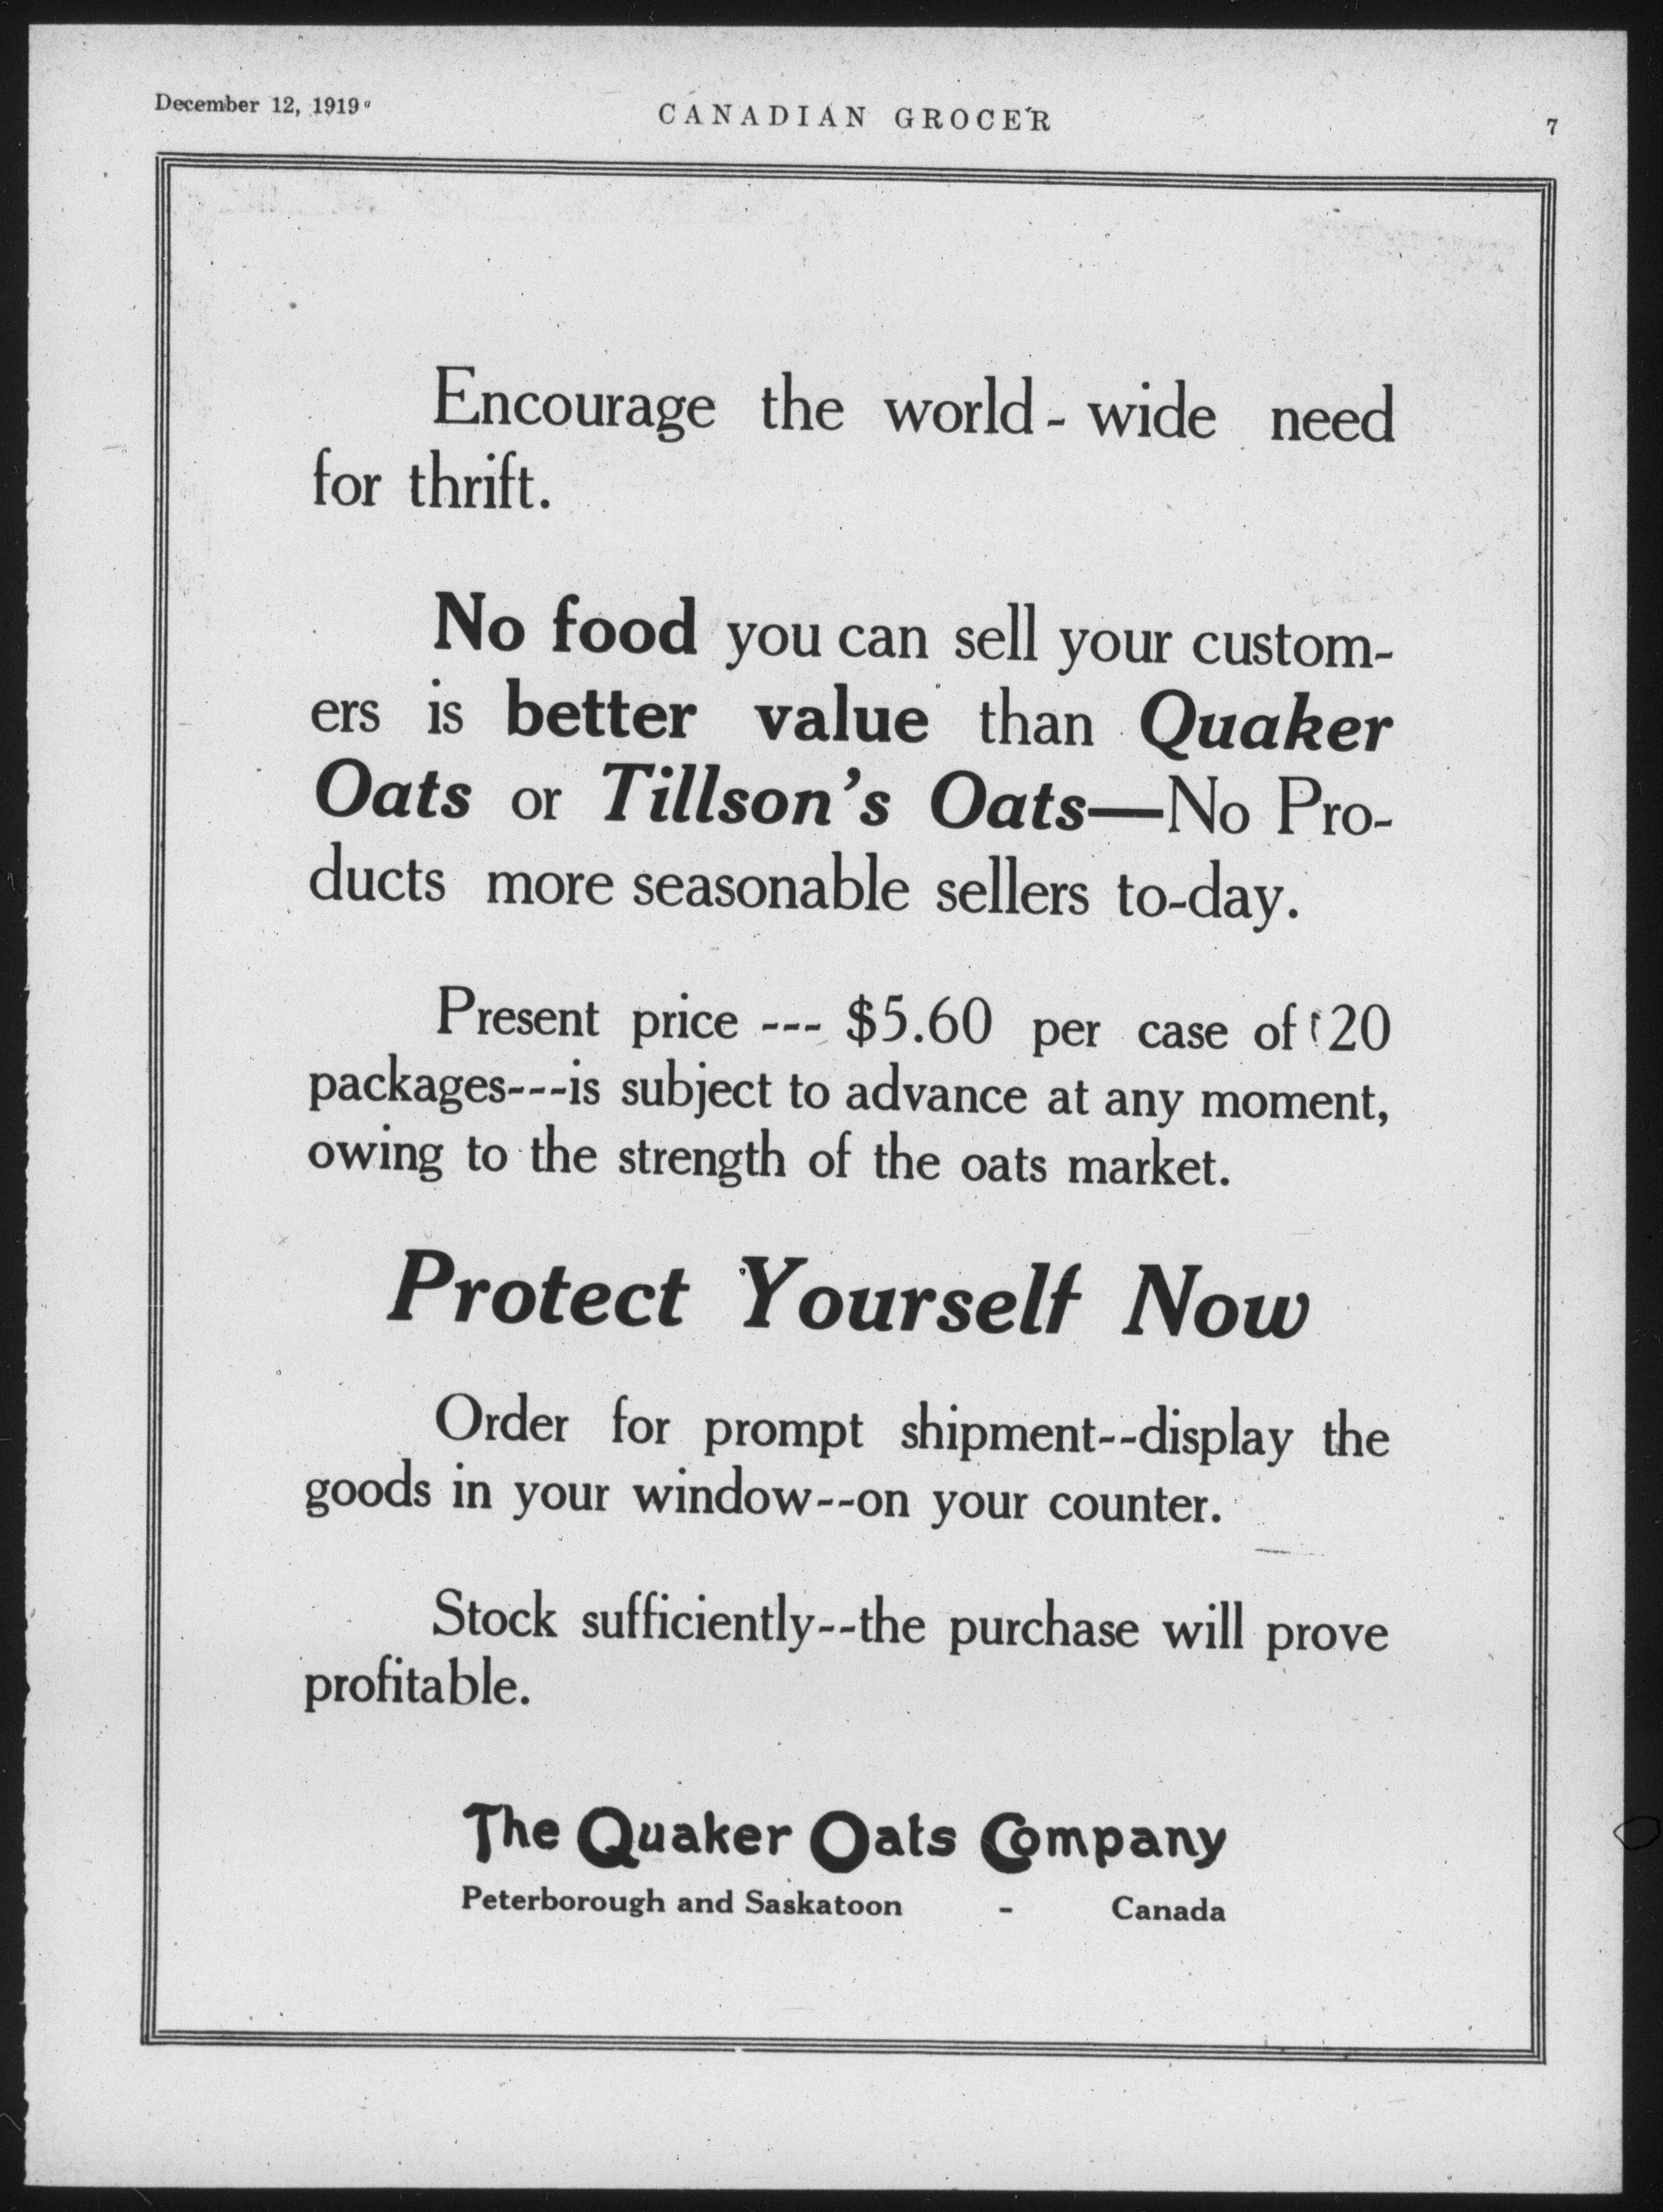 December 12, 1919
CANADIAN GROCER
7
Encourage the world - wide need
for thrift.
No food you can sell your custom-
ers is better value than Quaker
Oats or Tillson's Oats—No Pro-
ducts more seasonable sellers to-day.
Present price --- $5.60 per case of 20
packages---is subject to advance at any moment,
owing to the strength of the oats market.
Protect Yourself Now
Order for prompt shipment--display the
goods in your window--on your counter.
Stock sufficiently--the purchase will prove
profitable.
The Quaker Oats Company
Peterborough and Saskatoon - Canada